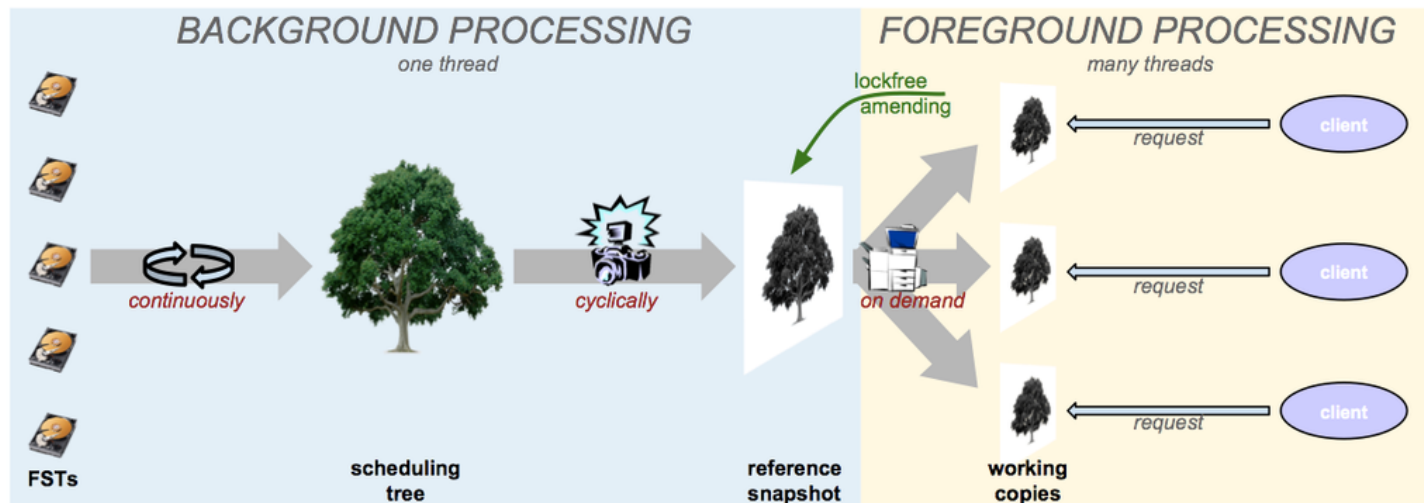 BACKGROUND PROCESSING
one thread
FOREGROUND PROCESSING
many threads
lockfree
amending
client
request
continuously
cyclically
on demand
client
request
client
request
FSTs
scheduling
tree
reference
snapshot
working
copies